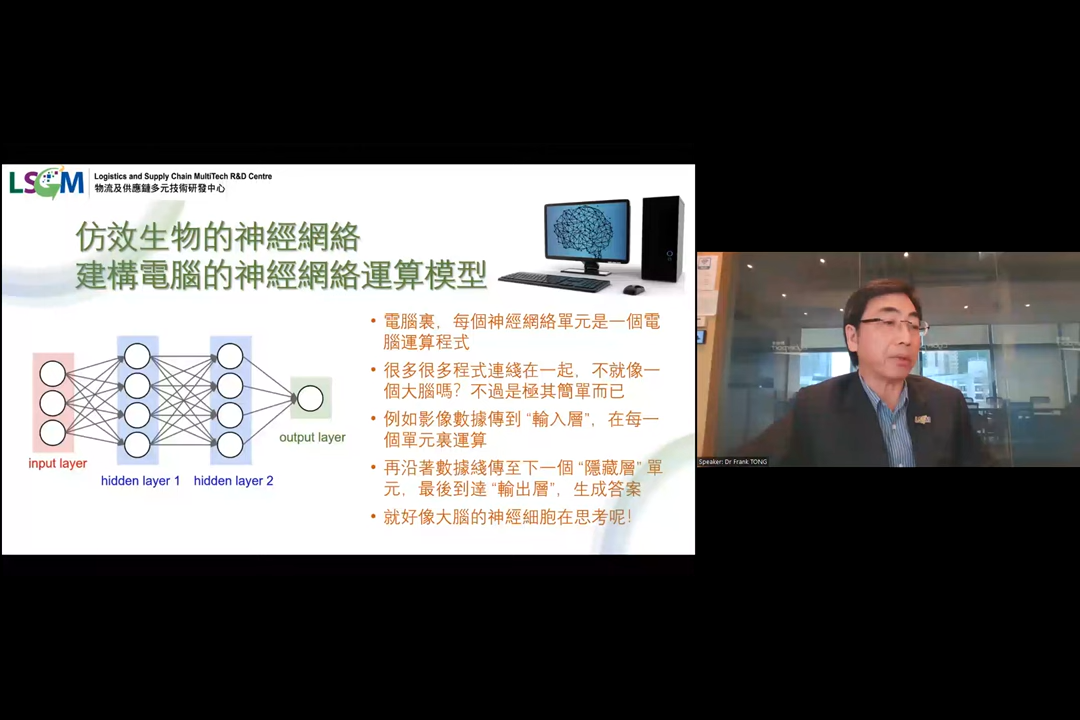 LSCM
Logistics and Supply Chain MultiTech R&D Centre
物流及供應鏈多元技術研發中心
仿效生物的神經網絡
建構電腦的神經網絡運算模型
input layer
hidden layer 1
hidden layer 2
output layer
• 電腦裏，每個神經網絡單元是一個電
腦運算程式
• 很多很多程式連綫在一起，不就像一
個大腦嗎？不過是極其簡單而已
• 例如影像數據傳到 “輸入層”，在每一
個單元裏運算
• 再沿著數據綫傳至下一個 “隱藏層” 單
元，最後到達 “輸出層”，生成答案
• 就好像大腦的神經細胞在思考呢！
Speaker: Dr Frank TONG